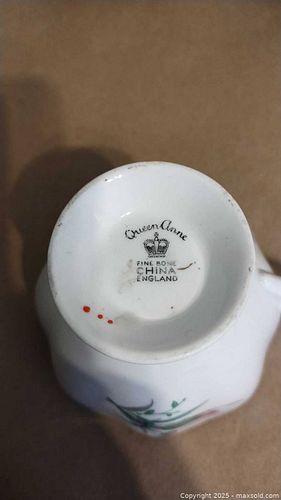 Queen Anne
FINE BONE
CHINA
ENGLAND
Copyright 2025 - maxsold.com